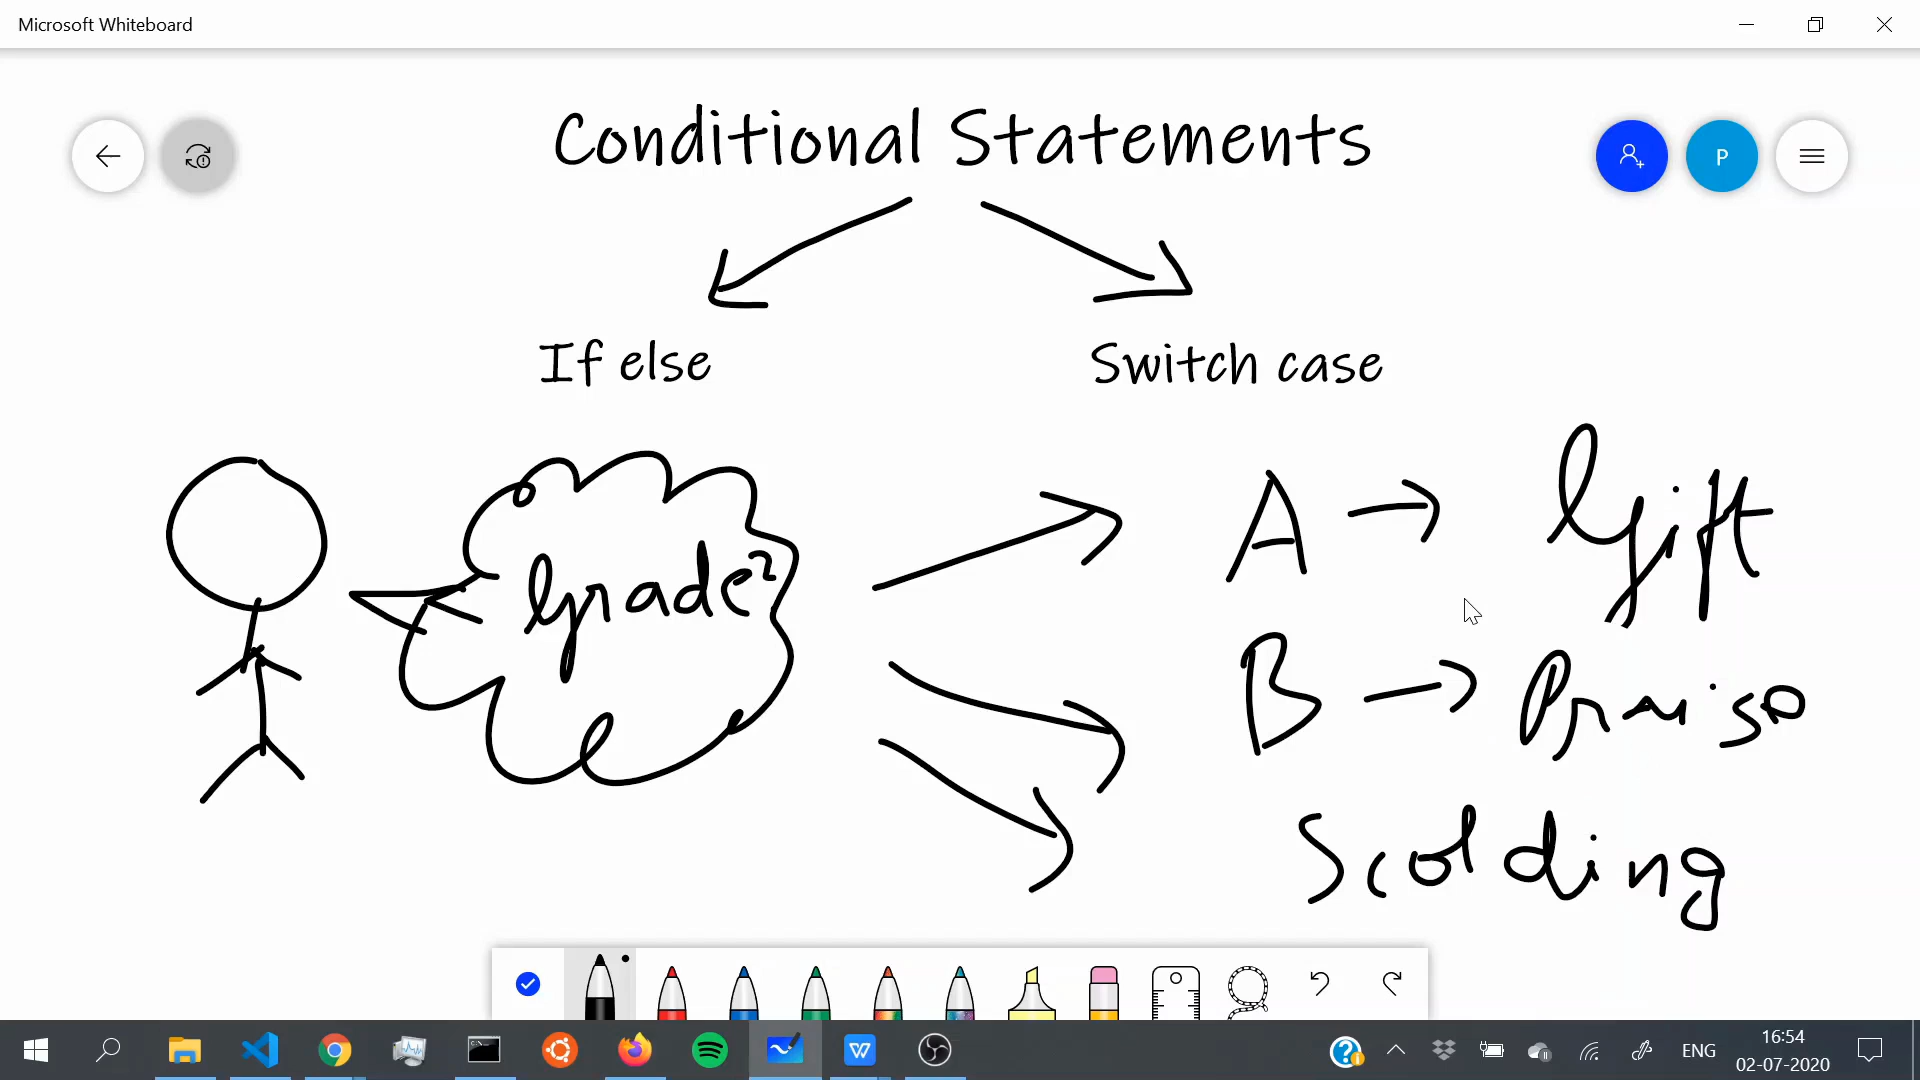 Microsoft Whiteboard
Conditional Statements
P
If else
Switch case
Grade?
A → Gift
B → Praise
Scolding
ENG
16:54
02-07-2020